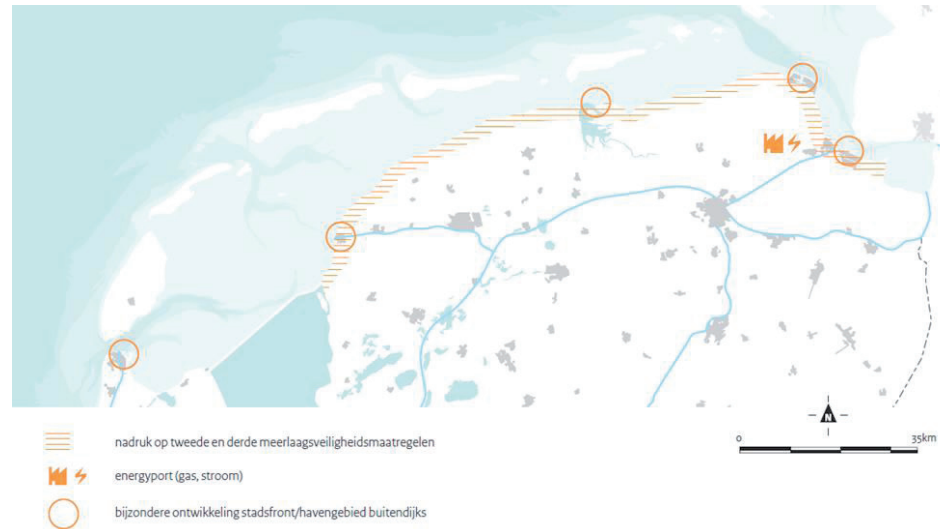 N
0 35km
nadruk op tweede en derde meerlaagsveiligheidsmaatregelen
energyport (gas, stroom)
bijzondere ontwikkeling stadsfront/havengebied buitendijks